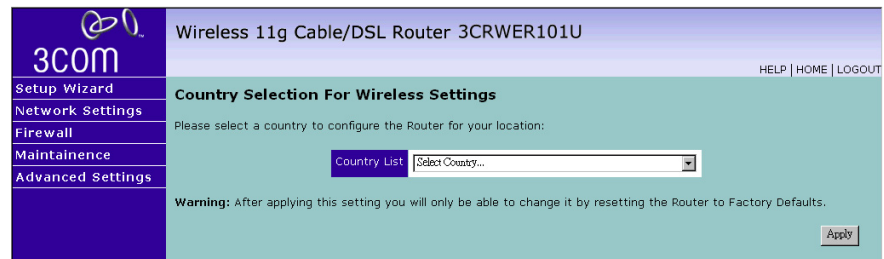 3COM
Wireless 11g Cable/DSL Router 3CRWER101U
HELP | HOME | LOGOUT
Setup Wizard
Network Settings
Firewall
Maintainence
Advanced Settings
Country Selection For Wireless Settings
Please select a country to configure the Router for your location:
Country List Select Country...
Warning: After applying this setting you will only be able to change it by resetting the Router to Factory Defaults.
Apply